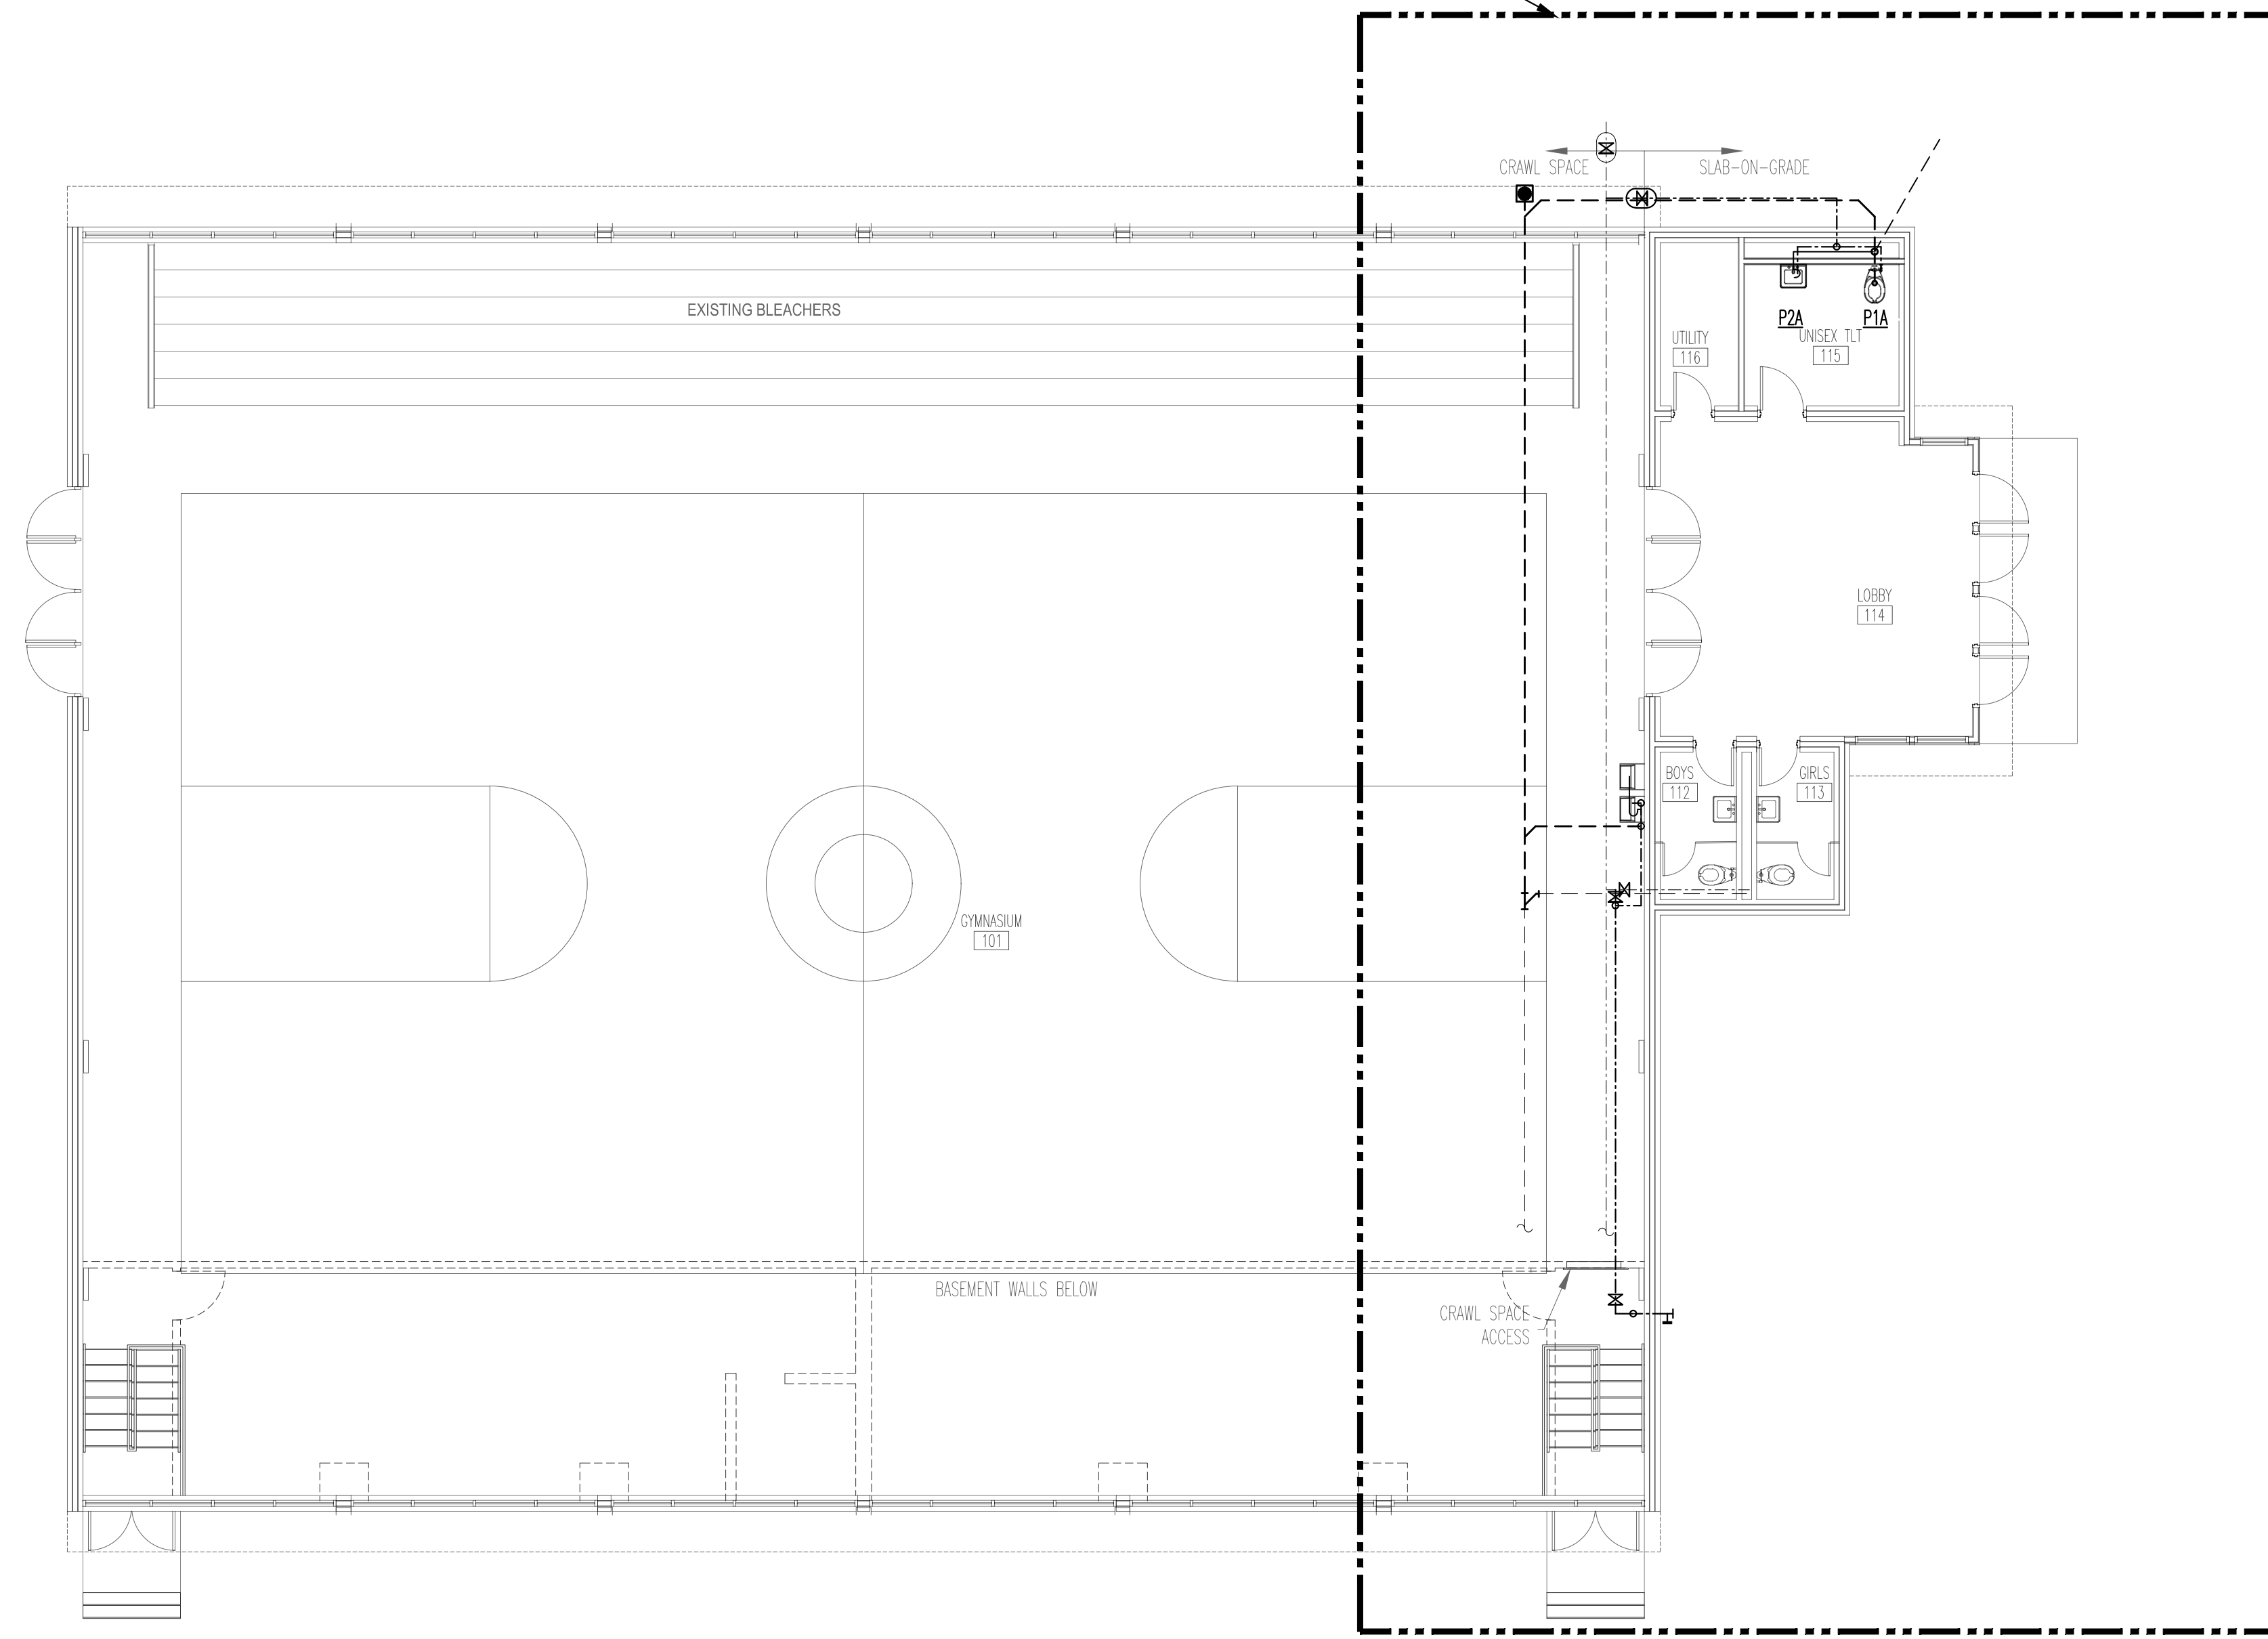 CRAWL SPACE
SLAB-ON-GRADE
EXISTING BLEACHERS
P2A
P1A
UTILITY
116
UNISEX TLT
115
LOBBY
114
BOYS
112
GIRLS
113
GYMNASIUM
101
BASEMENT WALLS BELOW
CRAWL SPACE
ACCESS